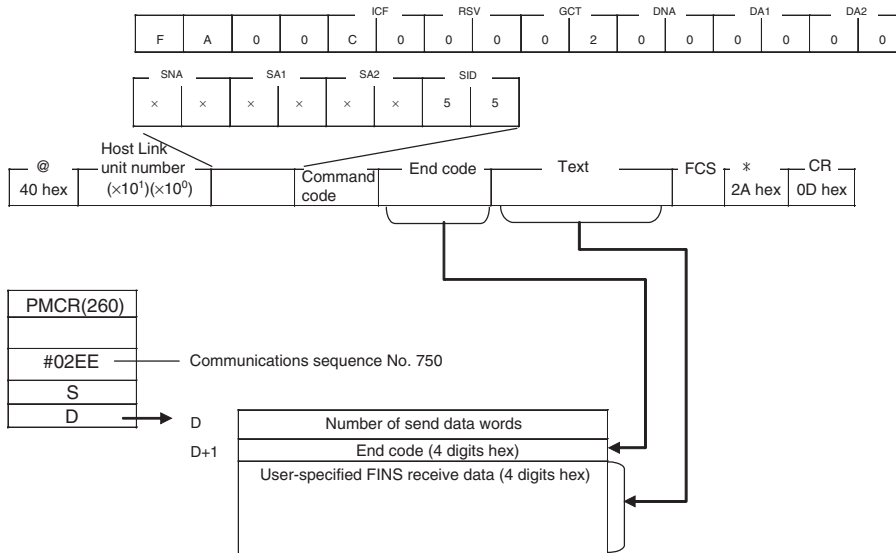 ICF RSV GCT DNA DA1 DA2
F A 0 0 C 0 0 0 0 2 0 0 0 0 0 0
SNA SA1 SA2 SID
× × × × × × 5 5
@ 40 hex
Host Link
unit number
(×10¹)(×10⁰)
Command
code
End code
Text
FCS
* 2A hex
CR 0D hex
PMCR(260)
#02EE
Communications sequence No. 750
S
D
D Number of send data words
D+1 End code (4 digits hex)
User-specified FINS receive data (4 digits hex)